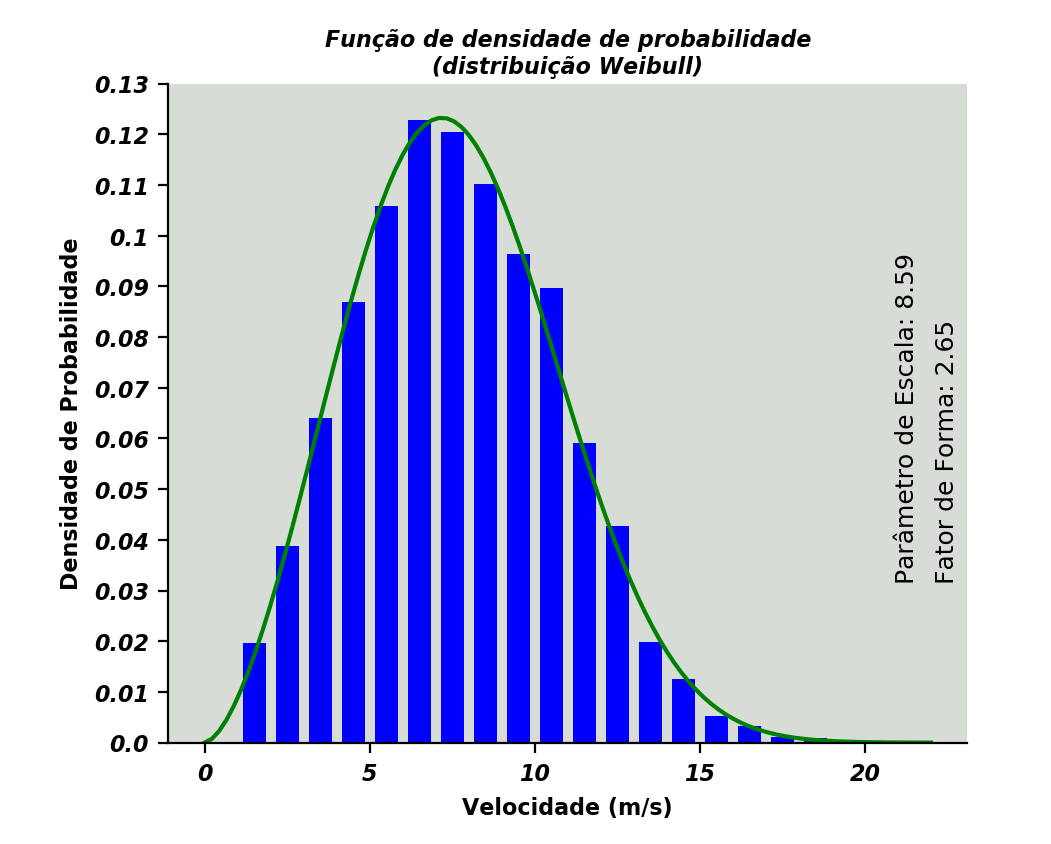 Função de densidade de probabilidade
(distribuição Weibull)
0.13
0.12
0.11
0.1
0.09
0.08
0.07
0.06
0.05
0.04
0.03
0.02
0.01
0.0
Densidade de Probabilidade
0 5 10 15 20
Velocidade (m/s)
Parâmetro de Escala: 8.59
Fator de Forma: 2.65